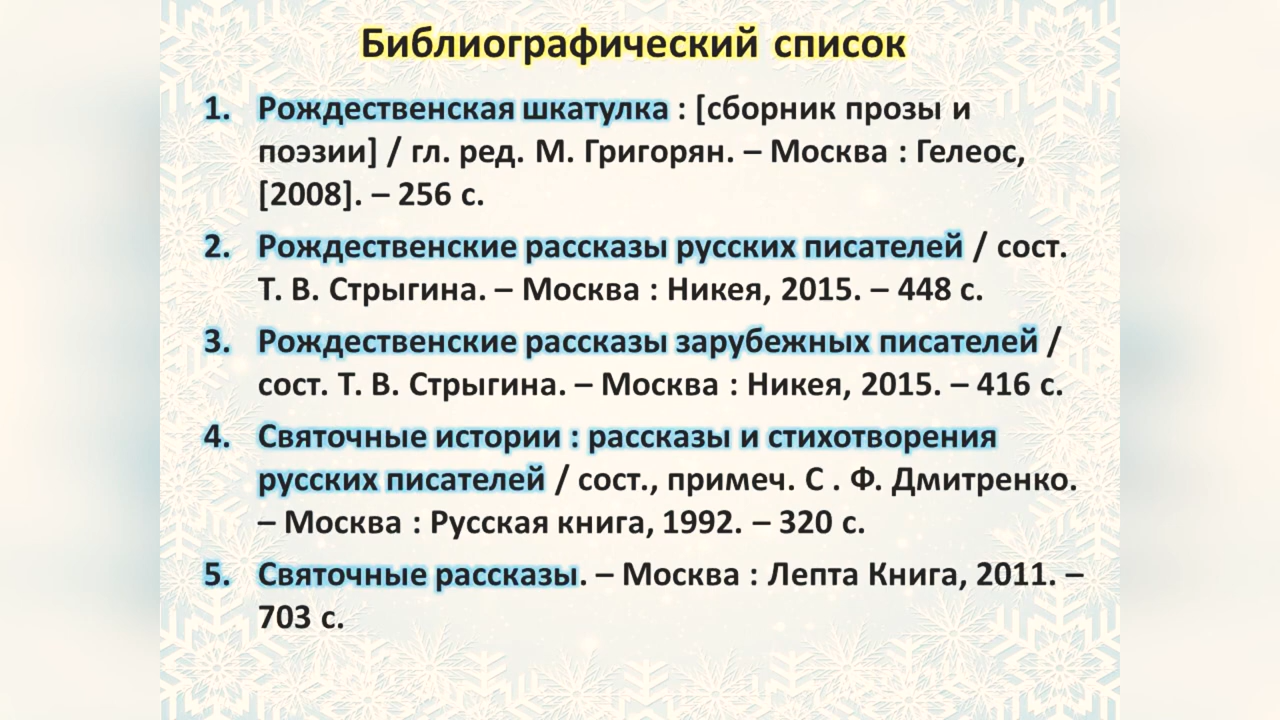 Библиографический список
1. Рождественская шкатулка : [сборник прозы и
поэзии] / гл. ред. М. Григорян. – Москва : Гелеос,
[2008]. – 256 с.
2. Рождественские рассказы русских писателей / сост.
Т. В. Стрыгина. – Москва : Никея, 2015. – 448 с.
3. Рождественские рассказы зарубежных писателей /
сост. Т. В. Стрыгина. – Москва : Никея, 2015. – 416 с.
4. Святочные истории : рассказы и стихотворения
русских писателей / сост., примеч. С . Ф. Дмитренко.
– Москва : Русская книга, 1992. – 320 с.
5. Святочные рассказы. – Москва : Лепта Книга, 2011. –
703 с.